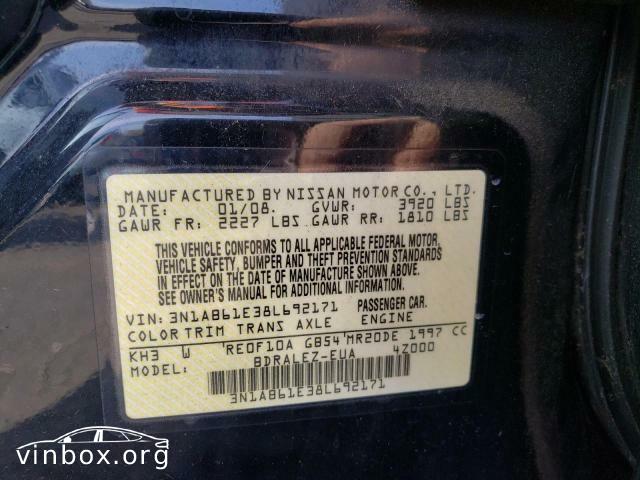 MANUFACTURED BY NISSAN MOTOR CO., LTD.
DATE: 01/08. GVWR: 3920 LBS
GAWR FR: 2227 LBS GAWR RR: 1810 LBS
THIS VEHICLE CONFORMS TO ALL APPLICABLE FEDERAL MOTOR
VEHICLE SAFETY, BUMPER AND THEFT PREVENTION STANDARDS
IN EFFECT ON THE DATE OF MANUFACTURE SHOWN ABOVE.
SEE OWNER'S MANUAL FOR ADDITIONAL INFORMATION.
VIN: 3N1AB61E38L692171 PASSENGER CAR.
COLOR TRIM TRANS AXLE ENGINE
KH3 W RE0F10A GB54 MR20DE 1997 CC
MODEL: BDRALEZ-EUA 4Z000
3N1AB61E38L692171
vinbox.org